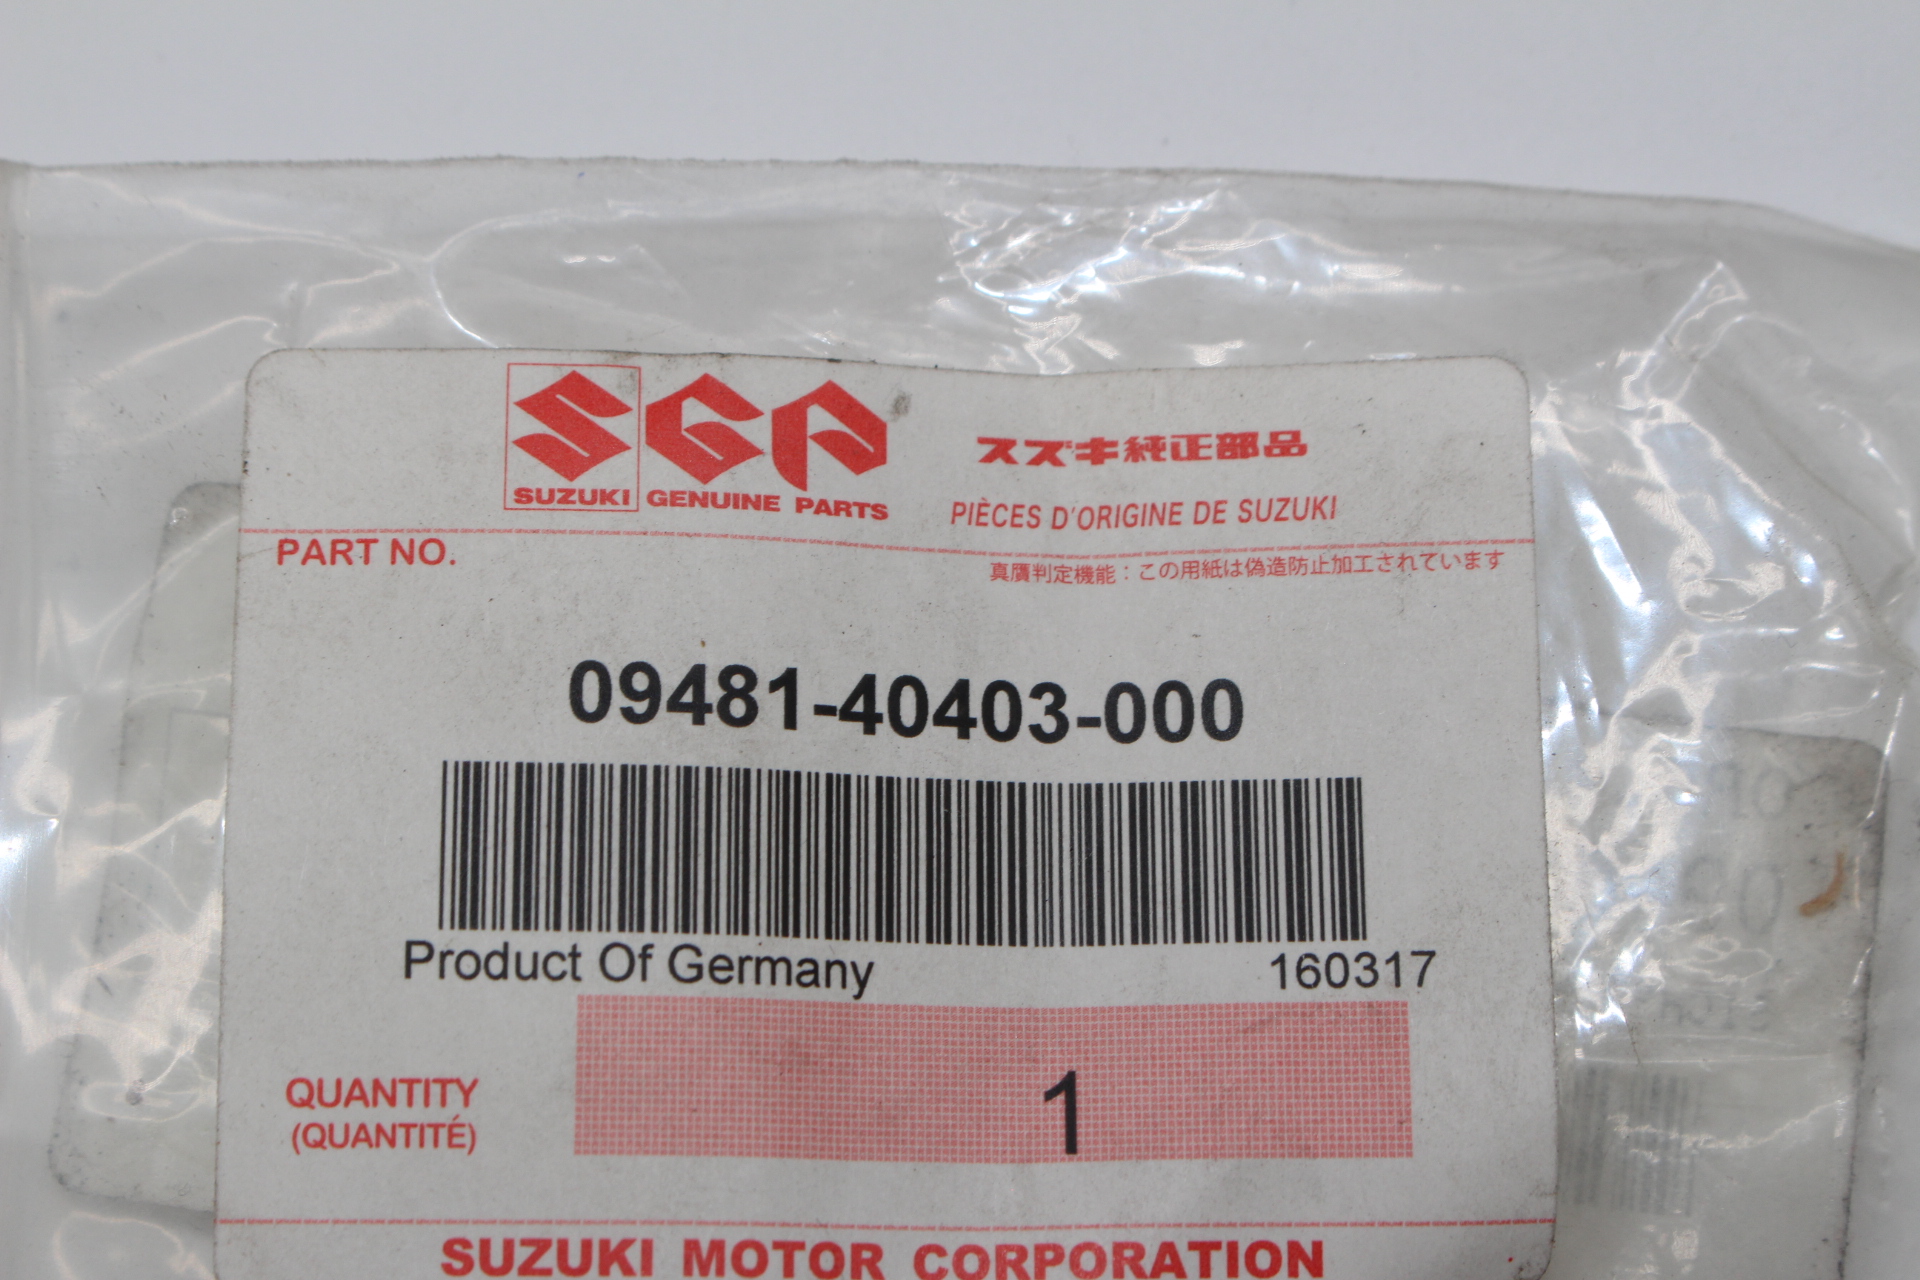 SGP
SUZUKI GENUINE PARTS
スズキ純正部品
PIÈCES D'ORIGINE DE SUZUKI
PART NO.
真贋判定機能：この用紙は偽造防止加工されています
09481-40403-000
Product Of Germany 160317
QUANTITY 1
(QUANTITÉ)
SUZUKI MOTOR CORPORATION